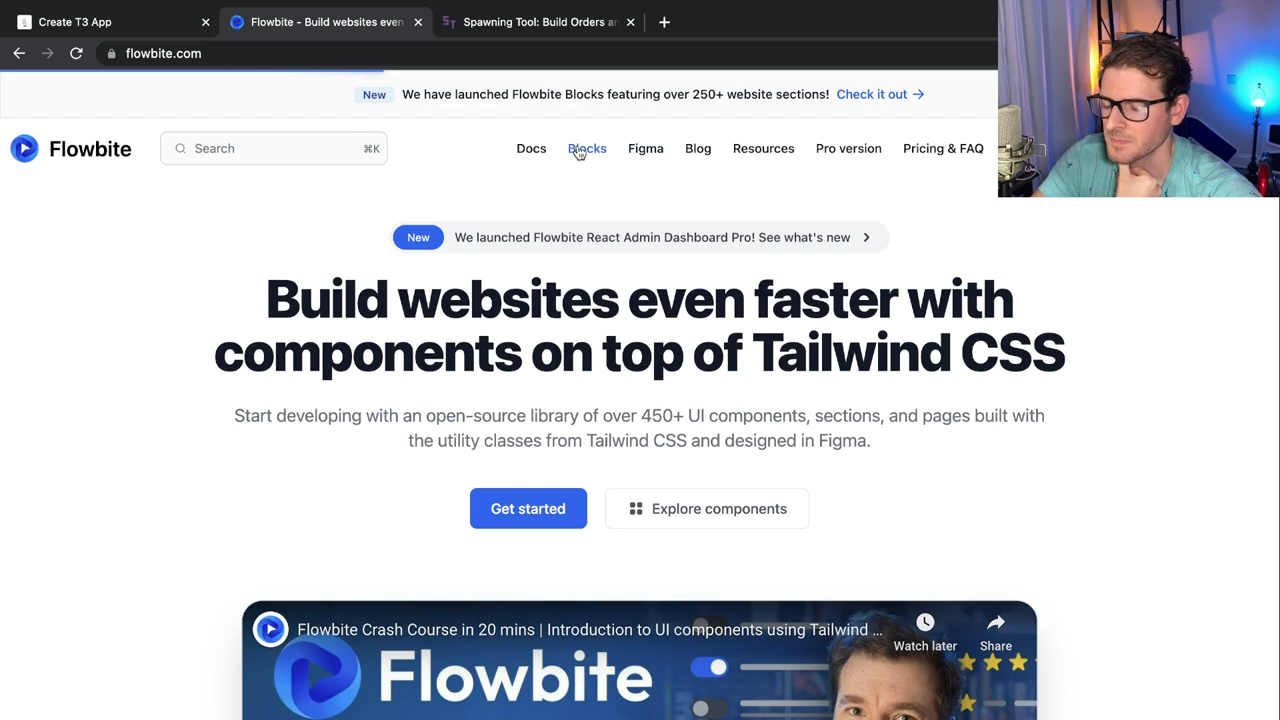 Create T3 App
Flowbite - Build websites even
Spawning Tool: Build Orders an
flowbite.com
New We have launched Flowbite Blocks featuring over 250+ website sections! Check it out →
Flowbite
Search ⌘K
Docs Blocks Figma Blog Resources Pro version Pricing & FAQ
New We launched Flowbite React Admin Dashboard Pro! See what's new
Build websites even faster with
components on top of Tailwind CSS
Start developing with an open-source library of over 450+ UI components, sections, and pages built with
the utility classes from Tailwind CSS and designed in Figma.
Get started
Explore components
Flowbite Crash Course in 20 mins | Introduction to UI components using Tailwind ...
Watch later
Share
Flowbite